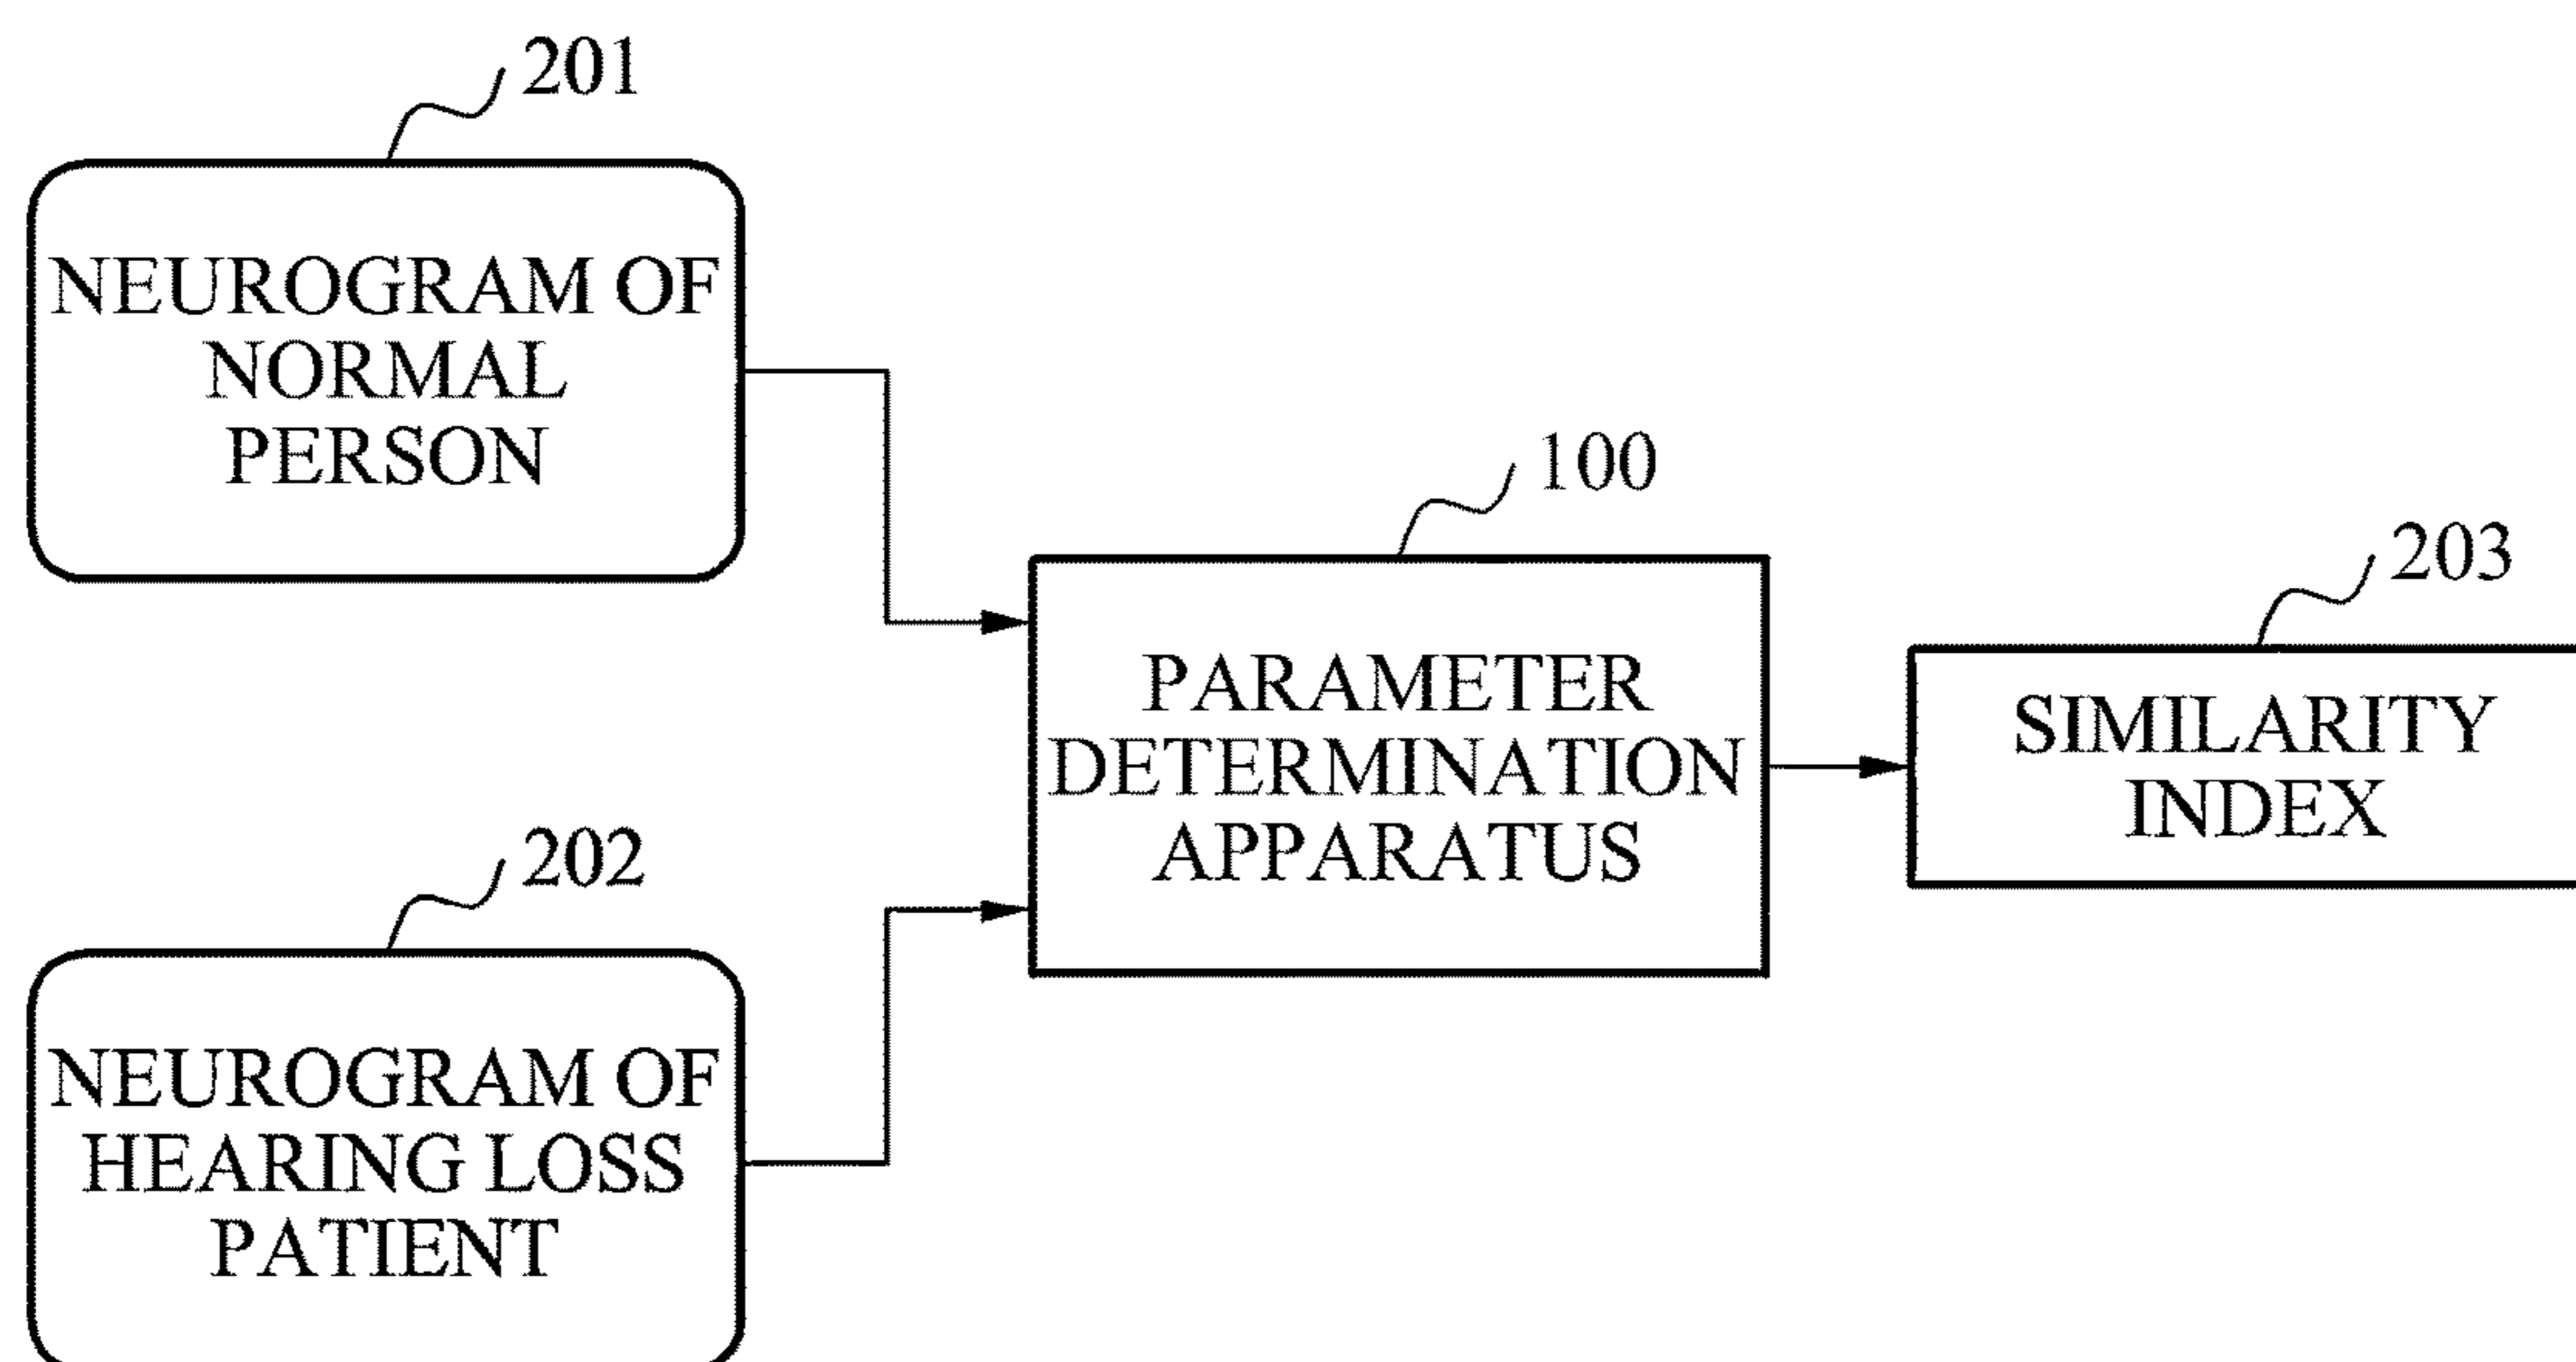 201
NEUROGRAM OF
NORMAL
PERSON
100
PARAMETER
DETERMINATION
APPARATUS
203
SIMILARITY
INDEX
202
NEUROGRAM OF
HEARING LOSS
PATIENT